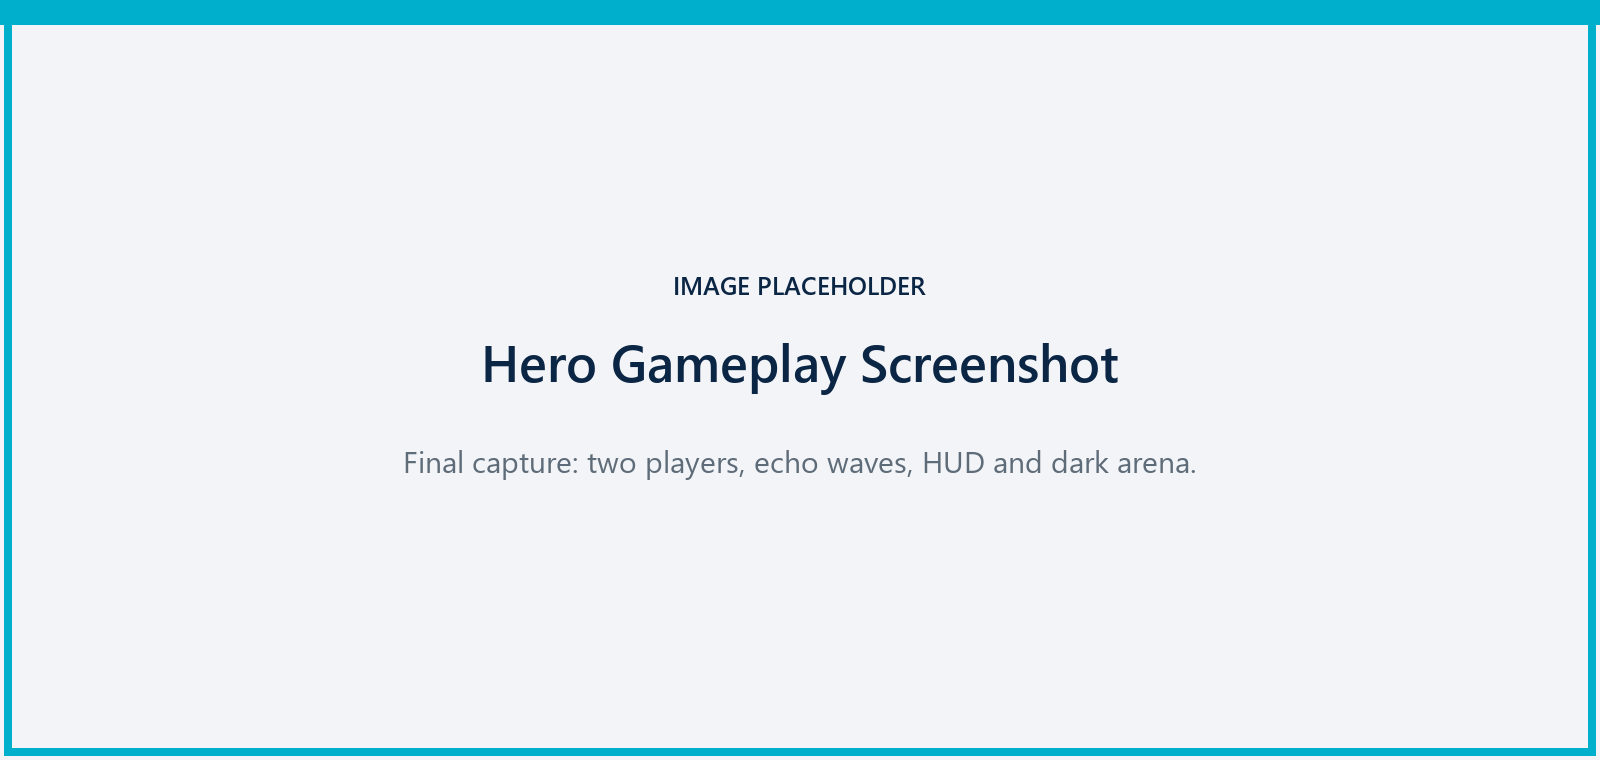 IMAGE PLACEHOLDER
Hero Gameplay Screenshot
Final capture: two players, echo waves, HUD and dark arena.